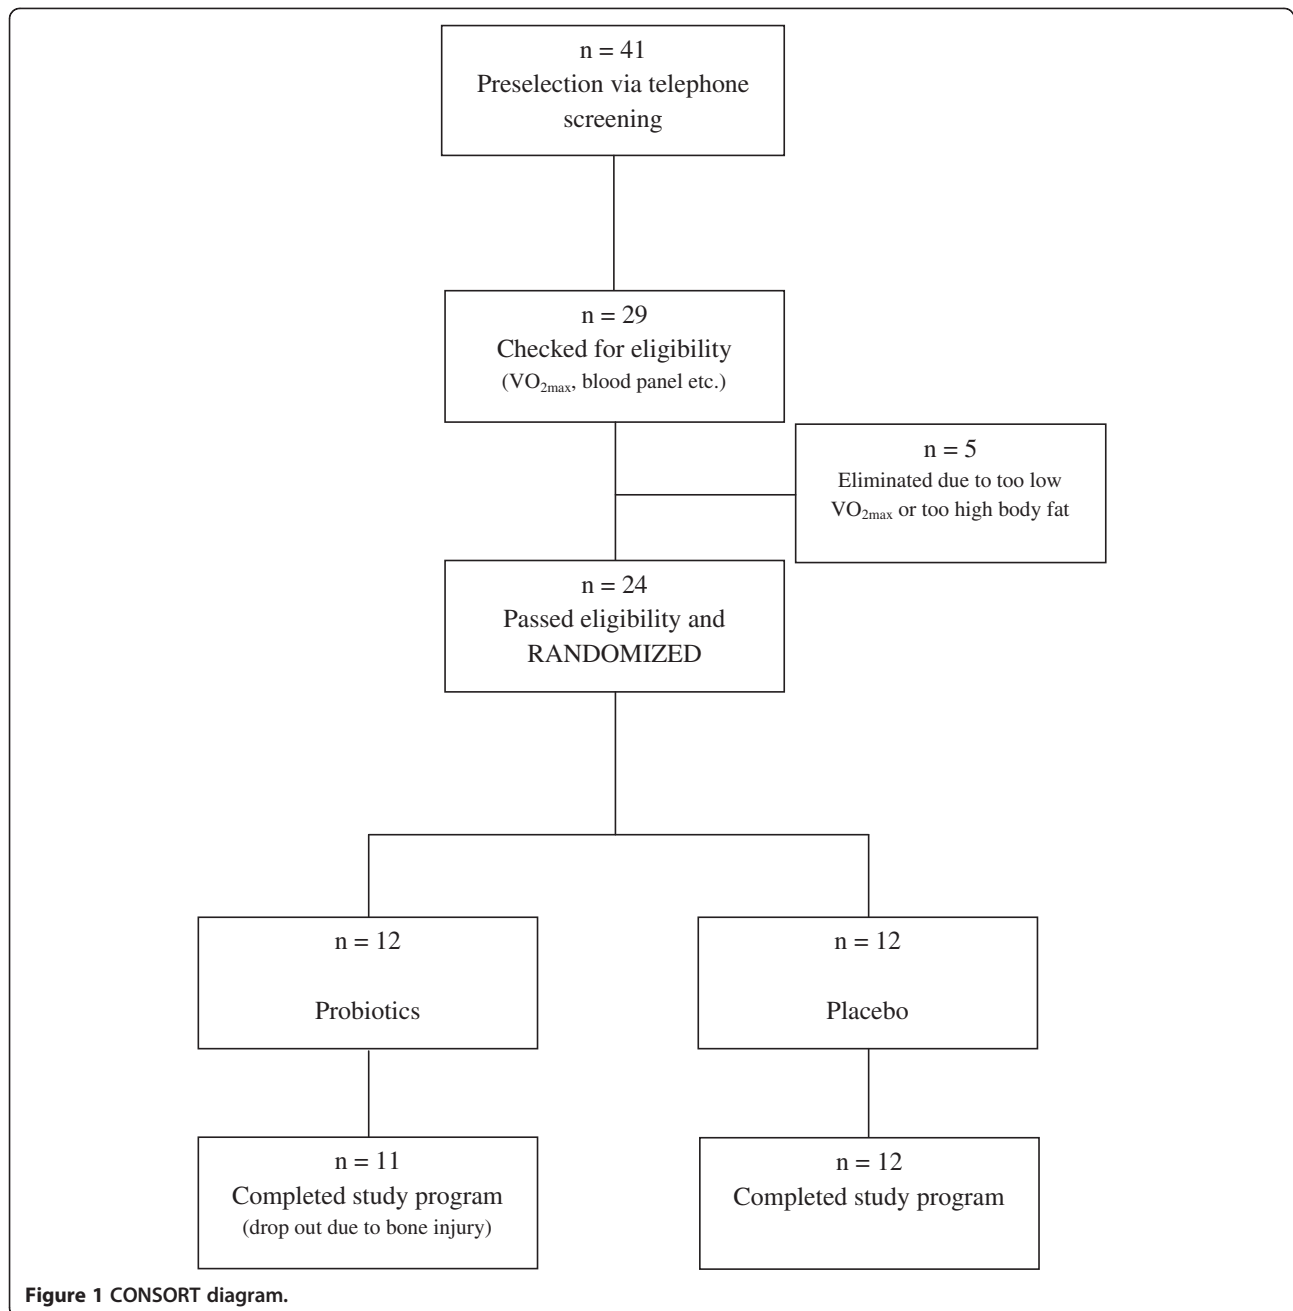 n = 41
Preselection via telephone
screening
n = 29
Checked for eligibility
(VO2max, blood panel etc.)
n = 5
Eliminated due to too low
VO2max or too high body fat
n = 24
Passed eligibility and
RANDOMIZED
n = 12
Probiotics
n = 12
Placebo
n = 11
Completed study program
(drop out due to bone injury)
n = 12
Completed study program
Figure 1 CONSORT diagram.